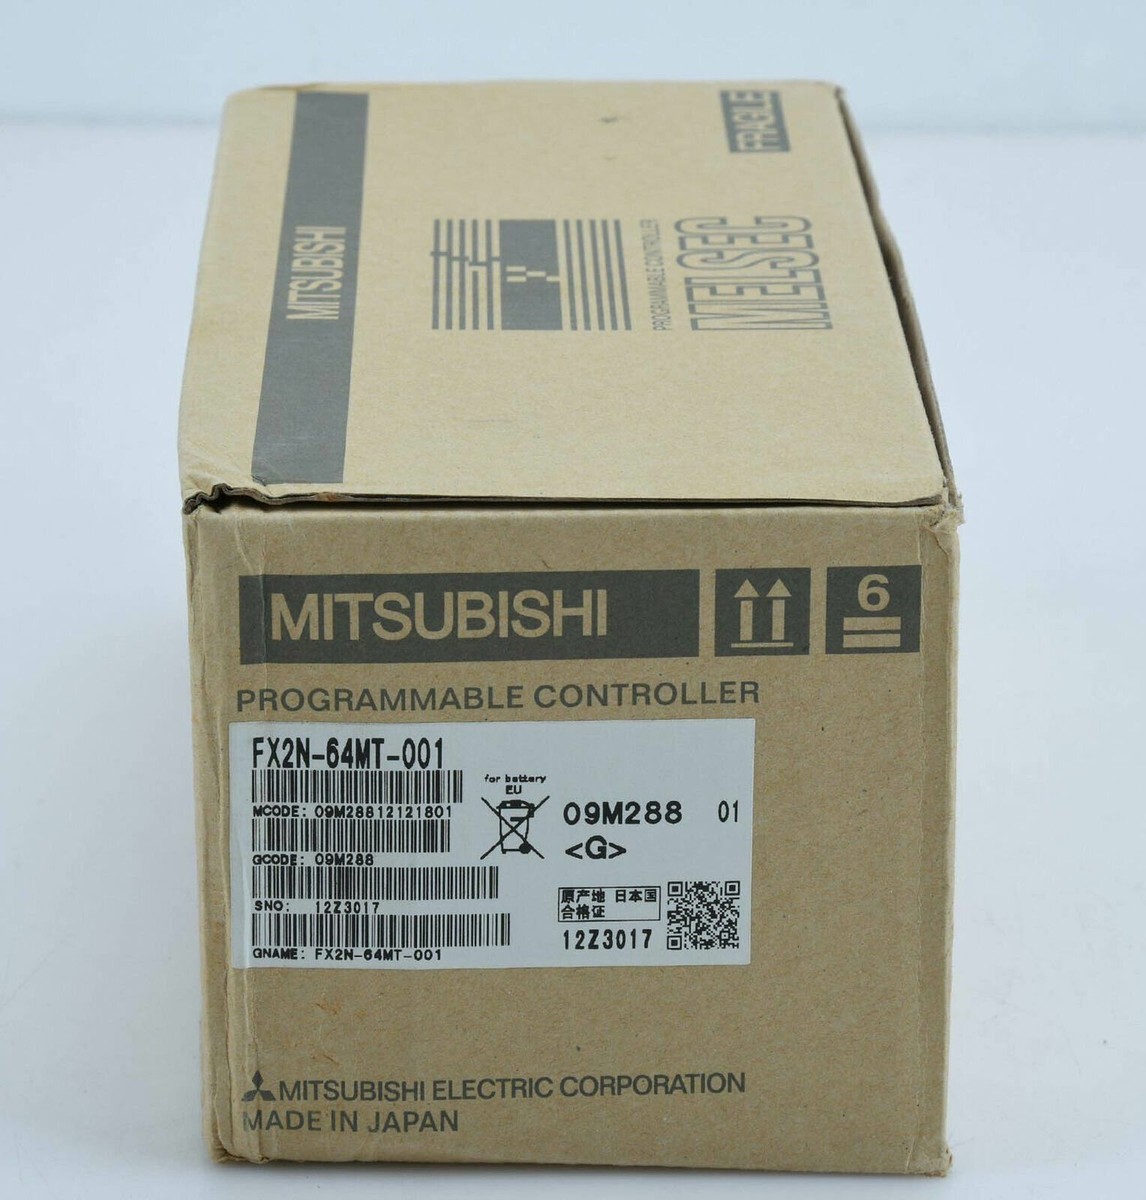 FRAGILE
MITSUBISHI
PROGRAMMABLE CONTROLLER
MELSEC
MITSUBISHI
6
PROGRAMMABLE CONTROLLER
FX2N-64MT-001
MCODE: 09M28812121801
GCODE: 09M288
SNO: 12Z3017
GNAME: FX2N-64MT-001
for battery
EU
09M288 01
<G>
原产地 日本国
合格证
12Z3017
MITSUBISHI ELECTRIC CORPORATION
MADE IN JAPAN